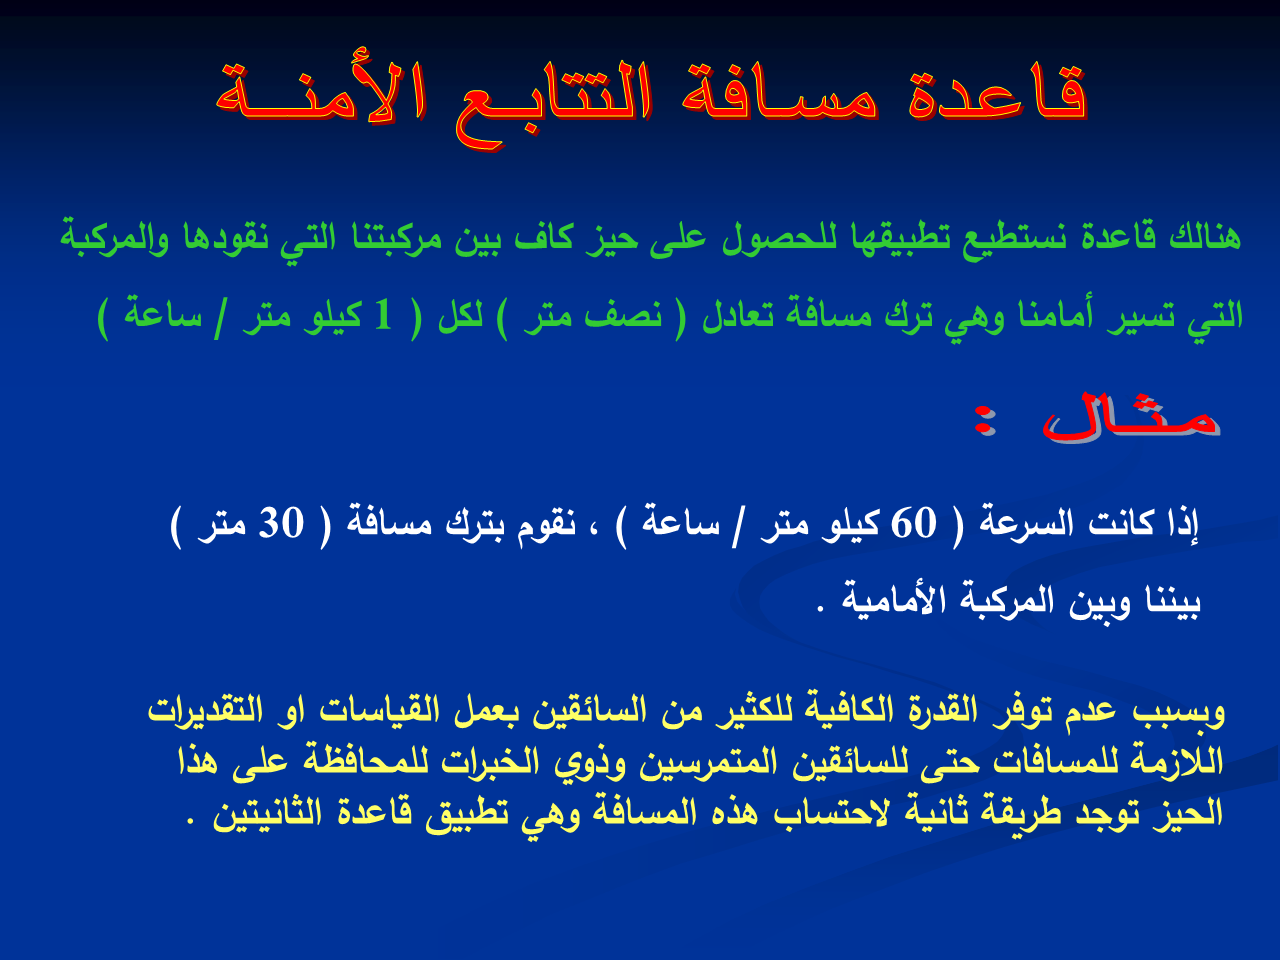 قاعدة مسافة التتابع الأمنة
هنالك قاعدة نستطيع تطبيقها للحصول على حيز كاف بين مركبتنا التي نقودها والمركبة
التي تسير أمامنا وهي ترك مسافة تعادل ( نصف متر ) لكل ( 1 كيلو متر / ساعة )
مثال :
إذا كانت السرعة ( 60 كيلو متر / ساعة ) ، نقوم بترك مسافة ( 30 متر )
بيننا وبين المركبة الأمامية .
وبسبب عدم توفر القدرة الكافية للكثير من السائقين بعمل القياسات او التقديرات
اللازمة للمسافات حتى للسائقين المتمرسين وذوي الخبرات للمحافظة على هذا
الحيز توجد طريقة ثانية لاحتساب هذه المسافة وهي تطبيق قاعدة الثانيتين .